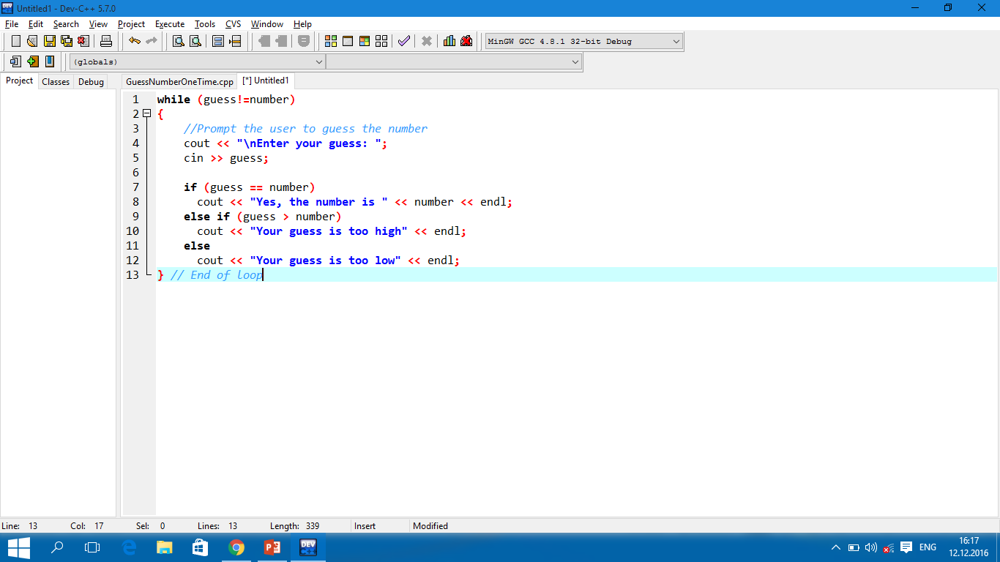 Untitled1 - Dev-C++ 5.7.0
File Edit Search View Project Execute Tools CVS Window Help
MinGW GCC 4.8.1 32-bit Debug
(globals)
Project Classes Debug GuessNumberOneTime.cpp [*] Untitled1
1 while (guess!=number)
2 {
3 //Prompt the user to guess the number
4 cout << "\nEnter your guess: ";
5 cin >> guess;
6
7 if (guess == number)
8 cout << "Yes, the number is " << number << endl;
9 else if (guess > number)
10 cout << "Your guess is too high" << endl;
11 else
12 cout << "Your guess is too low" << endl;
13 } // End of loop
Line: 13 Col: 17 Sel: 0 Lines: 13 Length: 339 Insert Modified
DEV C++ ENG 16:17
12.12.2016